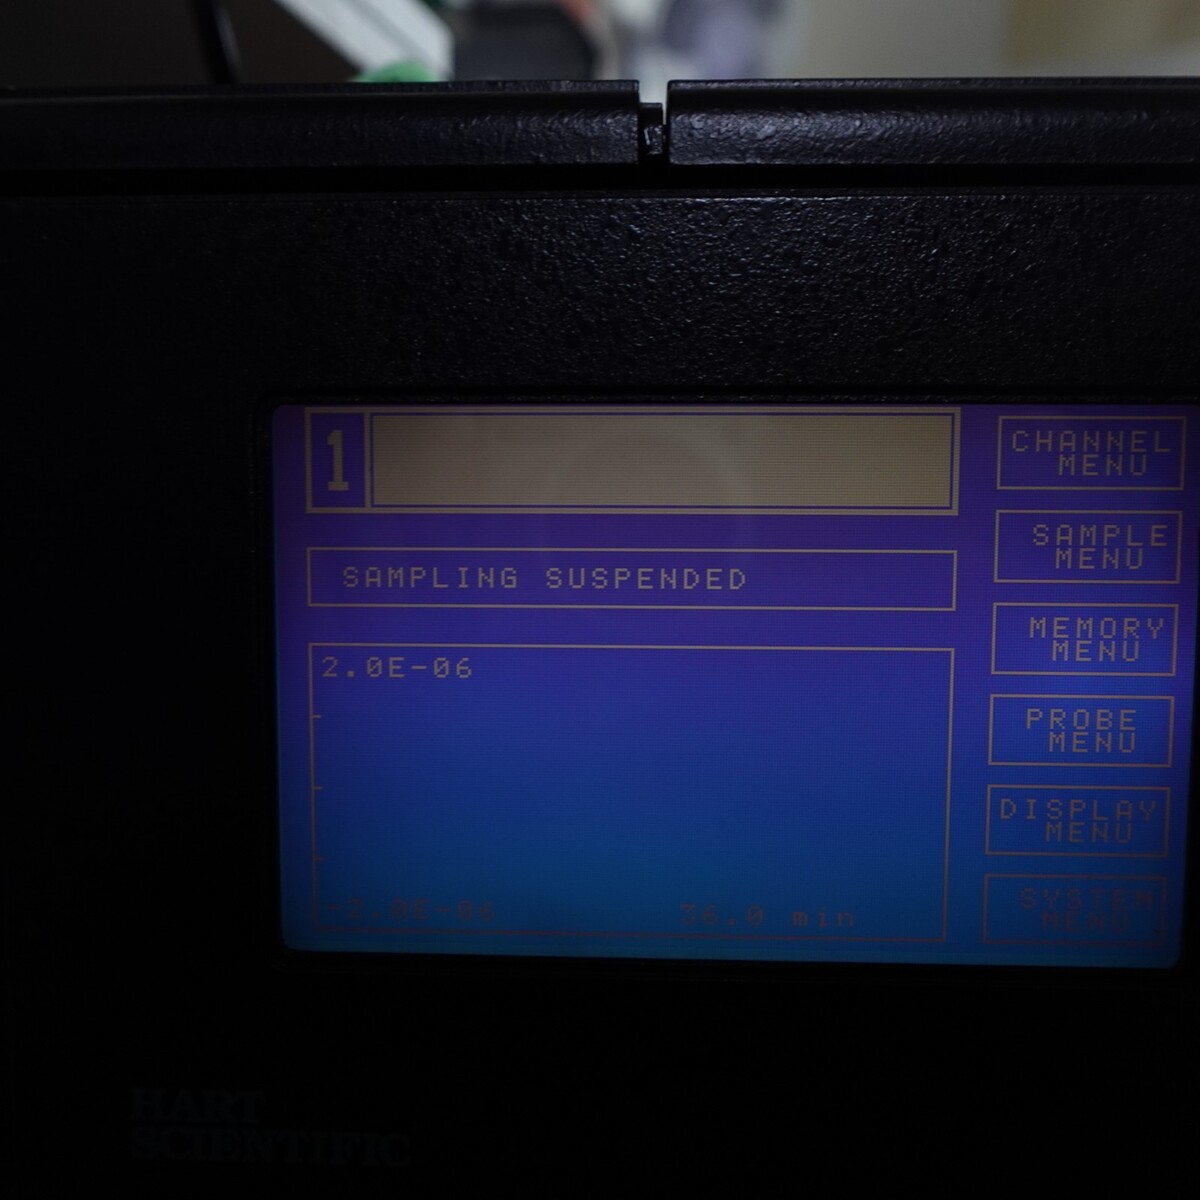 1
CHANNEL
MENU
SAMPLING SUSPENDED
SAMPLE
MENU
2.0E-06
MEMORY
MENU
PROBE
MENU
DISPLAY
MENU
-2.0E-06 36.0 min
SYSTEM
MENU
HART
SCIENTIFIC